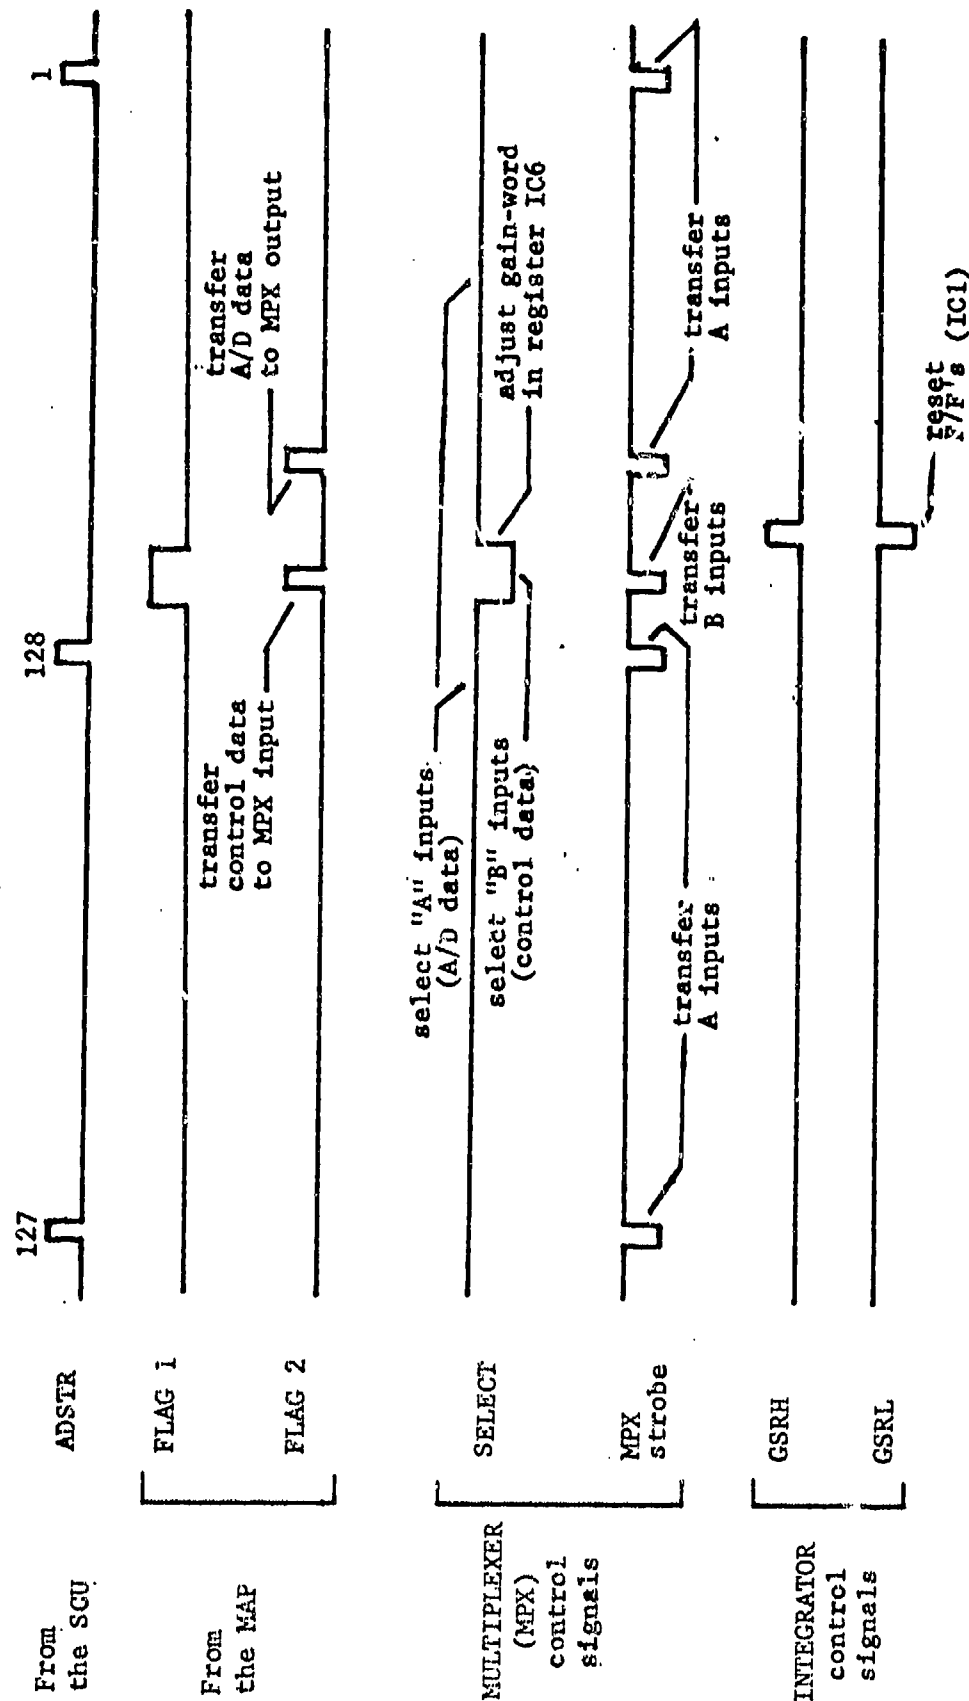 From
the SCU
ADSTR
127
128
1
From
the MAP
FLAG 1
FLAG 2
transfer
control data
to MPX input
transfer
A/D data
to MPX output
MULTIPLEXER
(MPX)
control
signals
SELECT
select "A" inputs
(A/D data)
select "B" inputs
(control data)
adjust gain-word
in register IC6
MPX
strobe
transfer
A inputs
transfer
B inputs
transfer
A inputs
INTEGRATOR
control
signals
GSRH
GSRL
reset
F/F's (IC1)